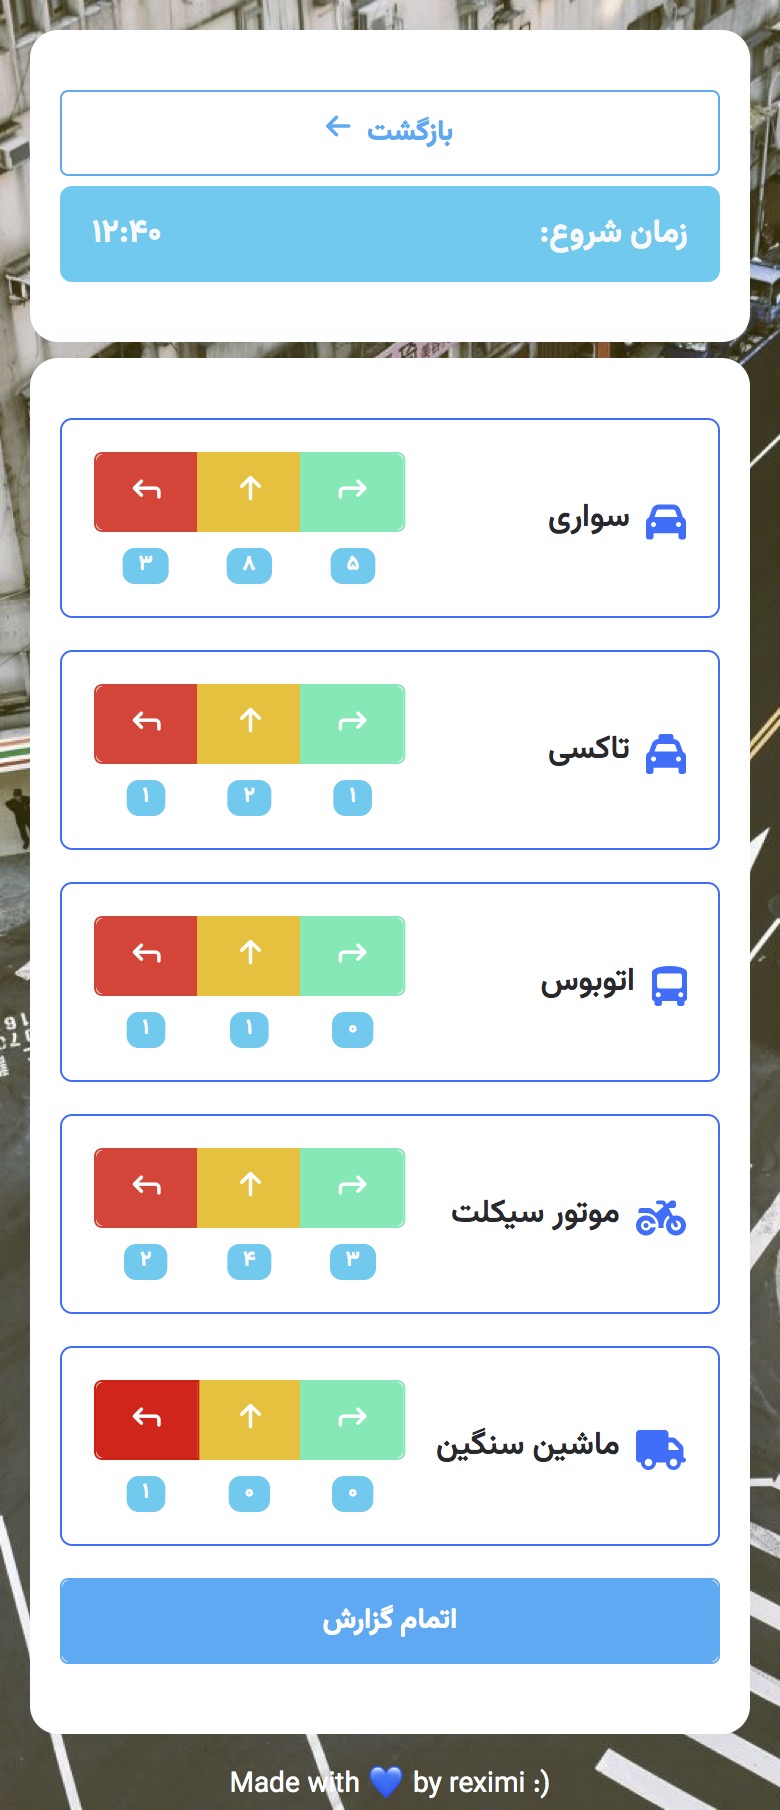 بازگشت
زمان شروع: ۱۲:۴۰
سواری
۵ ۸ ۳
تاکسی
۱ ۲ ۱
اتوبوس
۰ ۱ ۱
موتور سیکلت
۳ ۴ ۲
ماشین سنگین
۰ ۰ ۱
اتمام گزارش
Made with 💙 by reximi :)